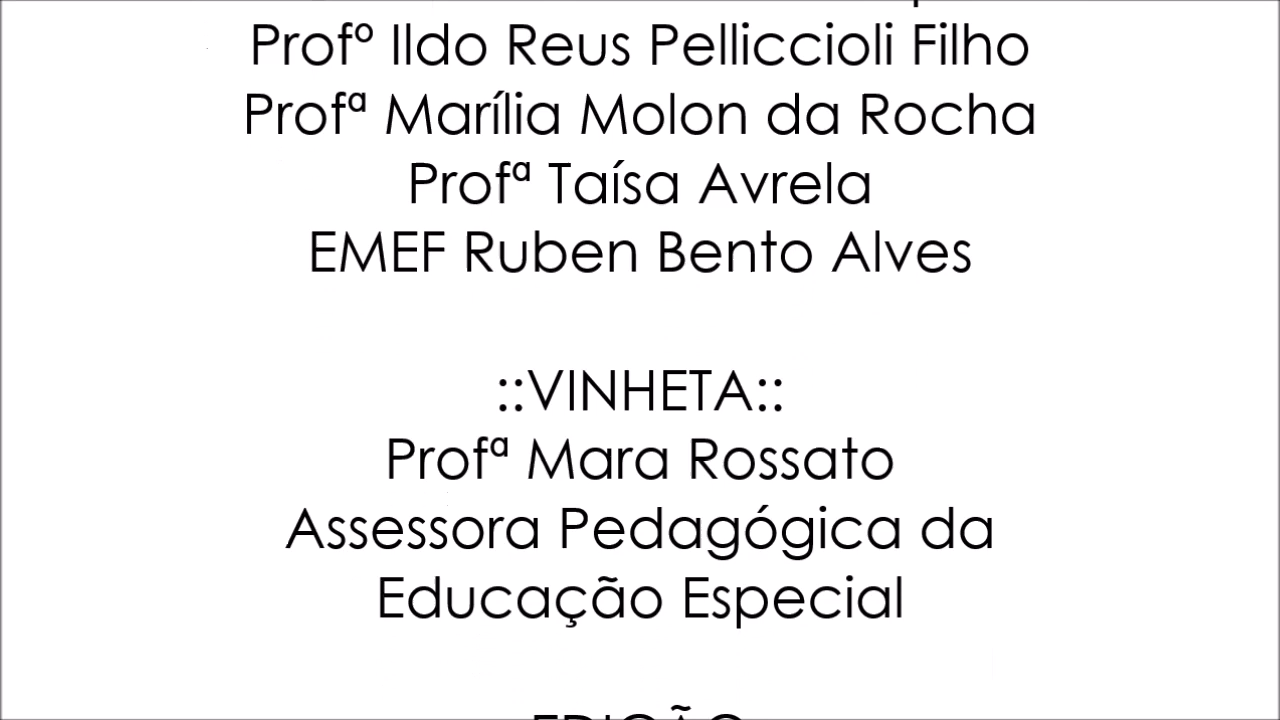 Profº Ildo Reus Pelliccioli Filho
Profª Marília Molon da Rocha
Profª Taísa Avrela
EMEF Ruben Bento Alves
::VINHETA::
Profª Mara Rossato
Assessora Pedagógica da
Educação Especial